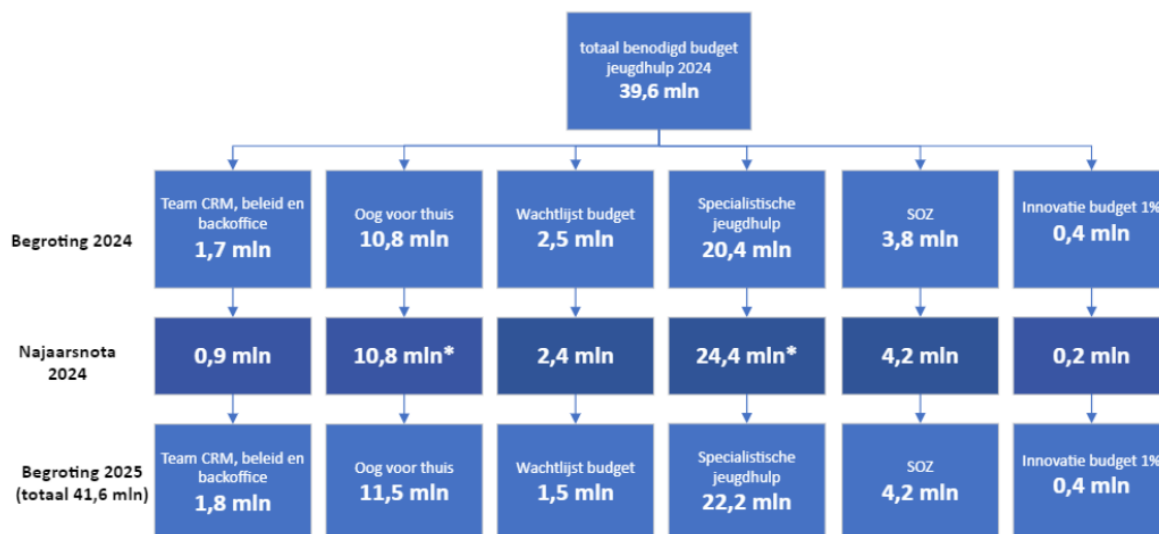 totaal benodigd budget
jeugdhulp 2024
39,6 mln
Begroting 2024
Team CRM, beleid en
backoffice
1,7 mln
Oog voor thuis
10,8 mln
Wachtlijst budget
2,5 mln
Specialistische
jeugdhulp
20,4 mln
SOZ
3,8 mln
Innovatie budget 1%
0,4 mln
Najaarsnota
2024
0,9 mln
10,8 mln*
2,4 mln
24,4 mln*
4,2 mln
0,2 mln
Begroting 2025
(totaal 41,6 mln)
Team CRM, beleid en
backoffice
1,8 mln
Oog voor thuis
11,5 mln
Wachtlijst budget
1,5 mln
Specialistische
jeugdhulp
22,2 mln
SOZ
4,2 mln
Innovatie budget 1%
0,4 mln